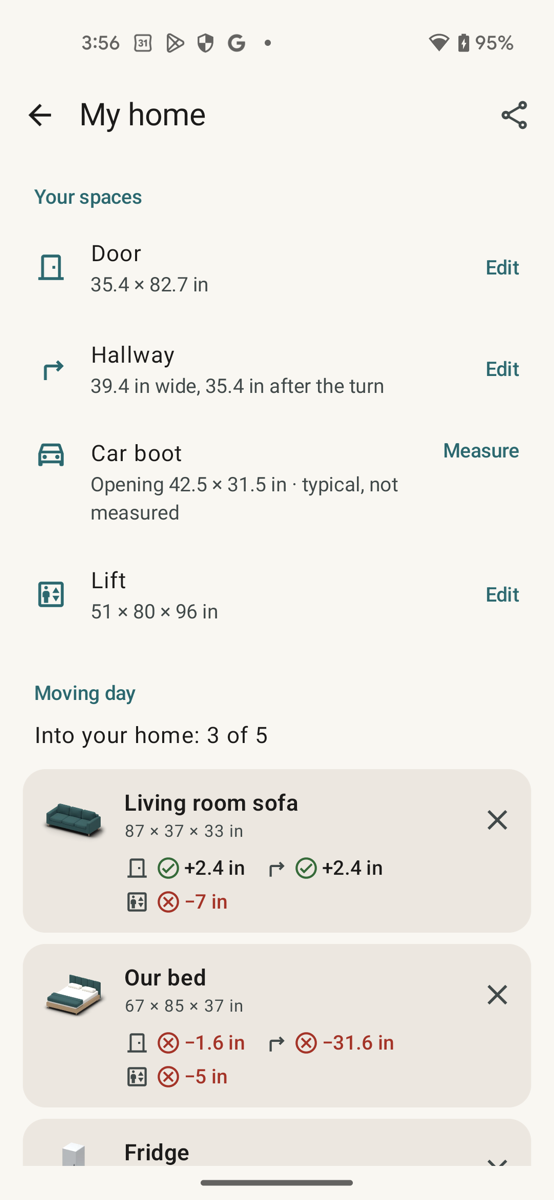 3:56
31
G
95%
My home
Your spaces
Door
35.4 × 82.7 in
Edit
Hallway
39.4 in wide, 35.4 in after the turn
Edit
Car boot
Opening 42.5 × 31.5 in · typical, not
measured
Measure
Lift
51 × 80 × 96 in
Edit
Moving day
Into your home: 3 of 5
Living room sofa
87 × 37 × 33 in
+2.4 in
+2.4 in
−7 in
Our bed
67 × 85 × 37 in
−1.6 in
−31.6 in
−5 in
Fridge